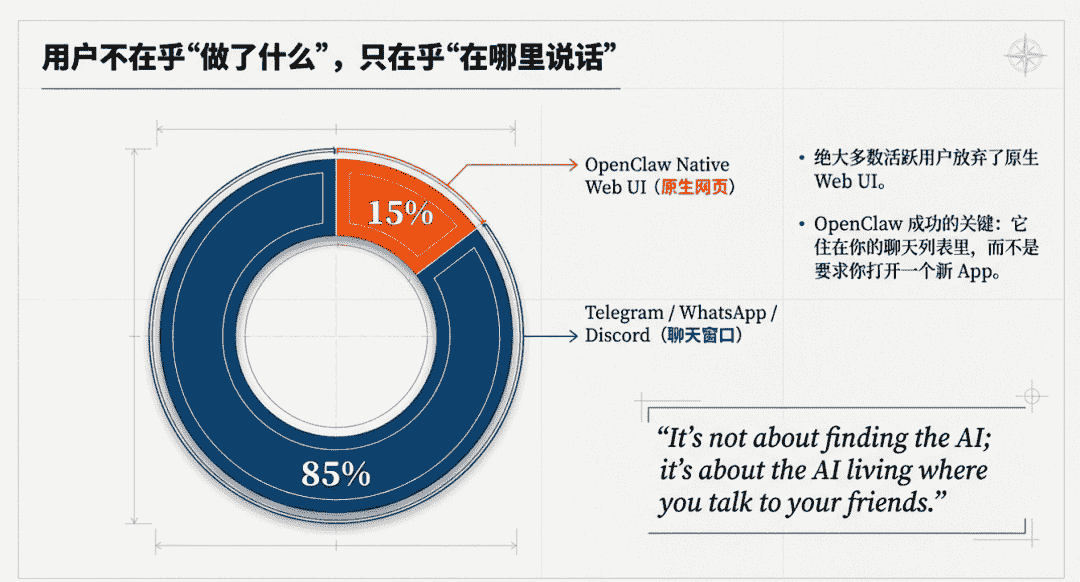 用户不在乎“做了什么”，只在乎“在哪里说话”
15%
85%
OpenClaw Native
Web UI（原生网页）
Telegram / WhatsApp /
Discord（聊天窗口）
• 绝大多数活跃用户放弃了原生
Web UI。
• OpenClaw 成功的关键：它
住在你的聊天列表里，而不是
要求你打开一个新 App。
“It’s not about finding the AI;
it’s about the AI living where
you talk to your friends.”